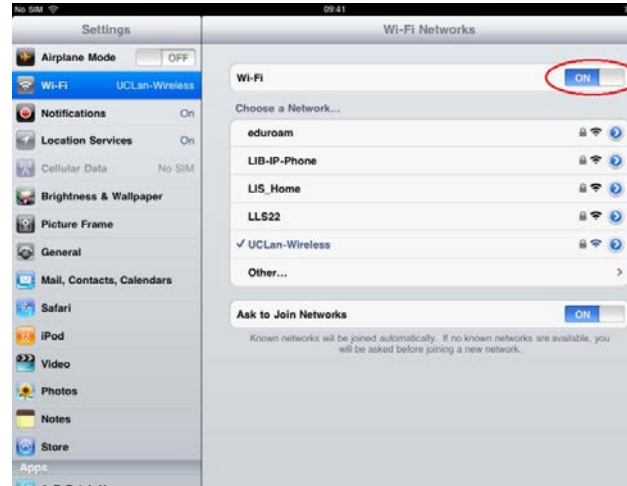 No SIM 09:41
Settings
Airplane Mode OFF
Wi-Fi UCLan-Wireless
Notifications On
Location Services On
Cellular Data No SIM
Brightness & Wallpaper
Picture Frame
General
Mail, Contacts, Calendars
Safari
iPod
Video
Photos
Notes
Store
Apps
Wi-Fi Networks
Wi-Fi ON
Choose a Network...
eduroam
LIB-IP-Phone
LIS_Home
LLS22
UCLan-Wireless
Other...
Ask to Join Networks ON
Known networks will be joined automatically. If no known networks are available, you
will be asked before joining a new network.